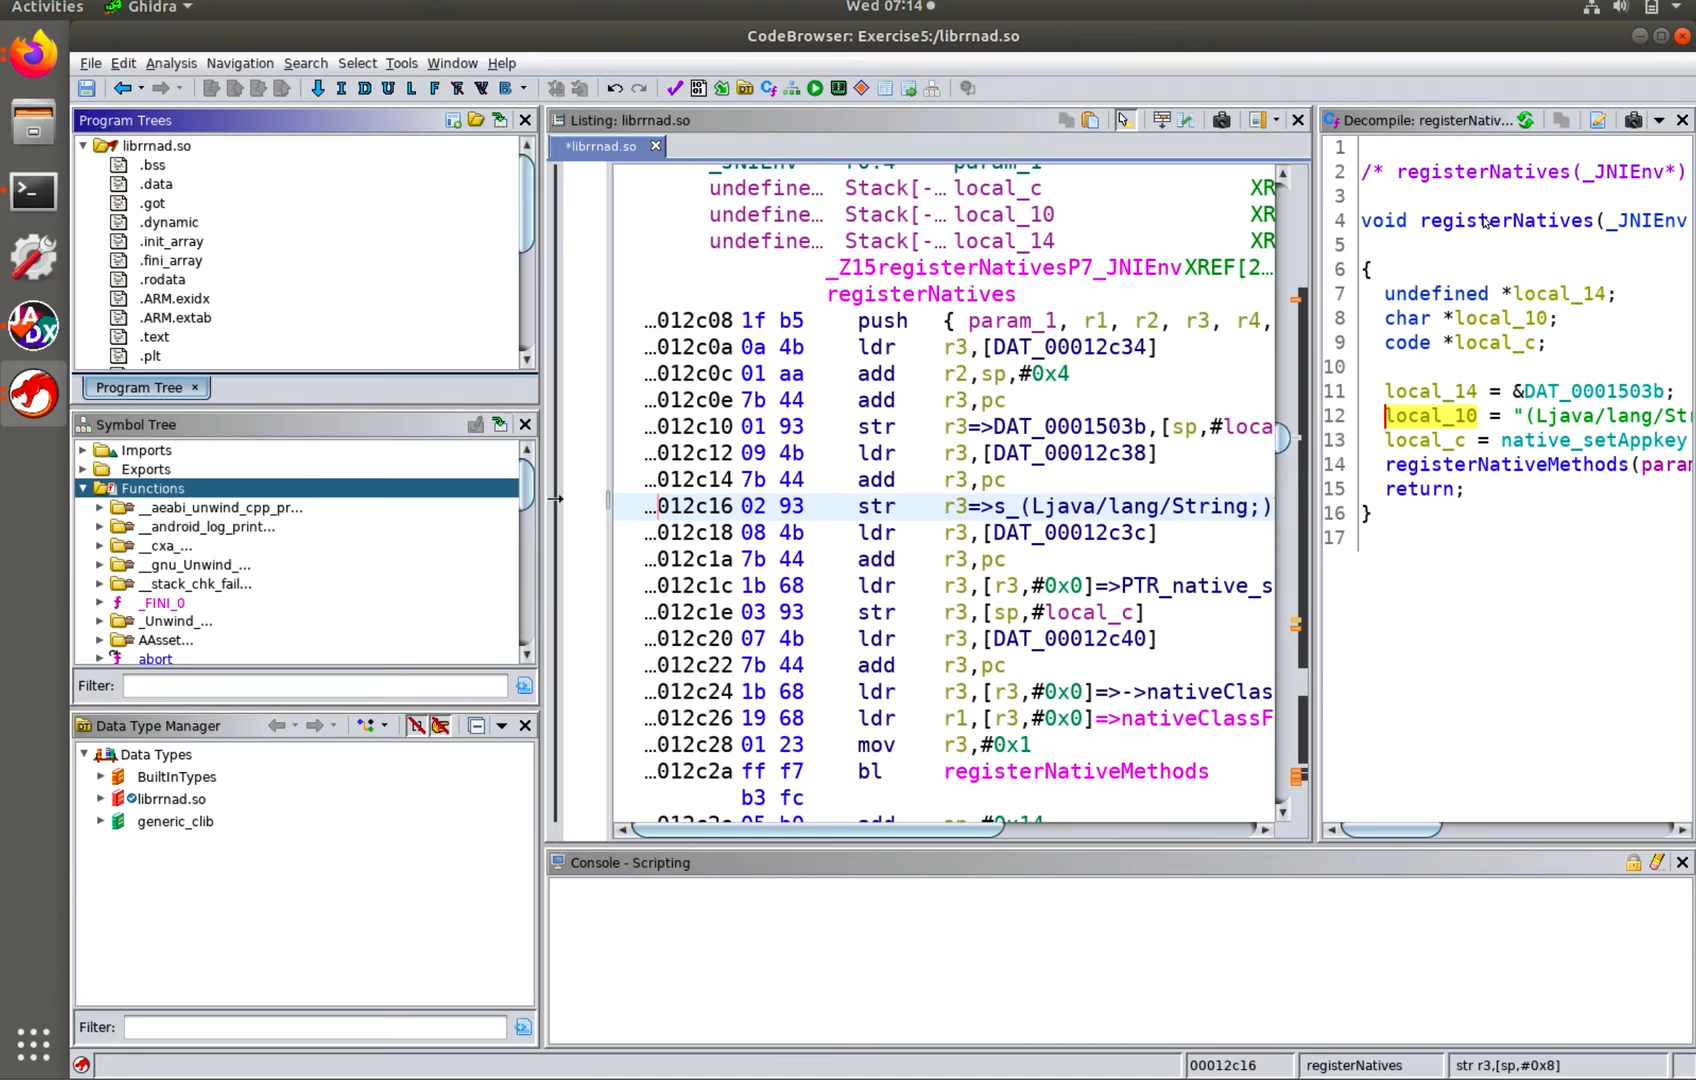 Activities Ghidra Wed 07:14
CodeBrowser: Exercise5:/librrnad.so
File Edit Analysis Navigation Search Select Tools Window Help
I D U L F B
Program Trees
librrnad.so
.bss
.data
.got
.dynamic
.init_array
.fini_array
.rodata
.ARM.exidx
.ARM.extab
.text
.plt
Program Tree ×
Symbol Tree
Imports
Exports
Functions
__aeabi_unwind_cpp_pr...
__android_log_print...
__cxa_...
__gnu_Unwind_...
__stack_chk_fail...
_FINI_0
_Unwind_...
AAsset...
abort
Filter:
Data Type Manager
Data Types
BuiltInTypes
librrnad.so
generic_clib
Filter:
Listing: librrnad.so
*librrnad.so
undefine... Stack[-... local_c XR
undefine... Stack[-... local_10 XR
undefine... Stack[-... local_14 XR
_Z15registerNativesP7_JNIEnv XREF[2...
registerNatives
...012c08 1f b5 push { param_1, r1, r2, r3, r4,
...012c0a 0a 4b ldr r3,[DAT_00012c34]
...012c0c 01 aa add r2,sp,#0x4
...012c0e 7b 44 add r3,pc
...012c10 01 93 str r3=>DAT_0001503b,[sp,#loca
...012c12 09 4b ldr r3,[DAT_00012c38]
...012c14 7b 44 add r3,pc
...012c16 02 93 str r3=>s_(Ljava/lang/String;)
...012c18 08 4b ldr r3,[DAT_00012c3c]
...012c1a 7b 44 add r3,pc
...012c1c 1b 68 ldr r3,[r3,#0x0]=>PTR_native_s
...012c1e 03 93 str r3,[sp,#local_c]
...012c20 07 4b ldr r3,[DAT_00012c40]
...012c22 7b 44 add r3,pc
...012c24 1b 68 ldr r3,[r3,#0x0]=>->nativeClas
...012c26 19 68 ldr r1,[r3,#0x0]=>nativeClassF
...012c28 01 23 mov r3,#0x1
...012c2a ff f7 bl registerNativeMethods
b3 fc
Decompile: registerNativ...
1
2 /* registerNatives(_JNIEnv*)
3
4 void registerNatives(_JNIEnv
5
6 {
7 undefined *local_14;
8 char *local_10;
9 code *local_c;
10
11 local_14 = &DAT_0001503b;
12 local_10 = "(Ljava/lang/Str
13 local_c = native_setAppkey
14 registerNativeMethods(param
15 return;
16 }
17
Console - Scripting
00012c16 registerNatives str r3,[sp,#0x8]